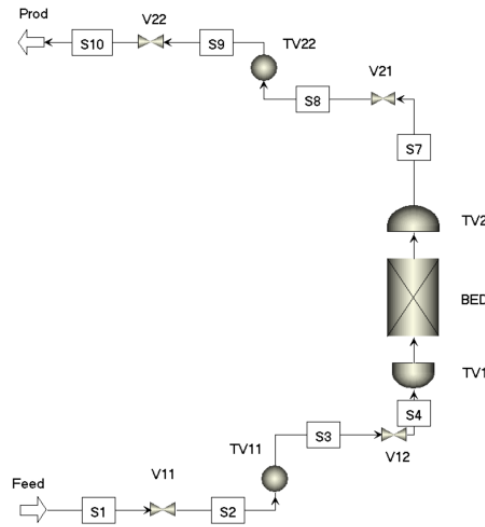 Prod
V22
S10
S9
TV22
V21
S8
S7
TV2
BED
TV1
S4
S3
V12
TV11
V11
Feed
S1
S2